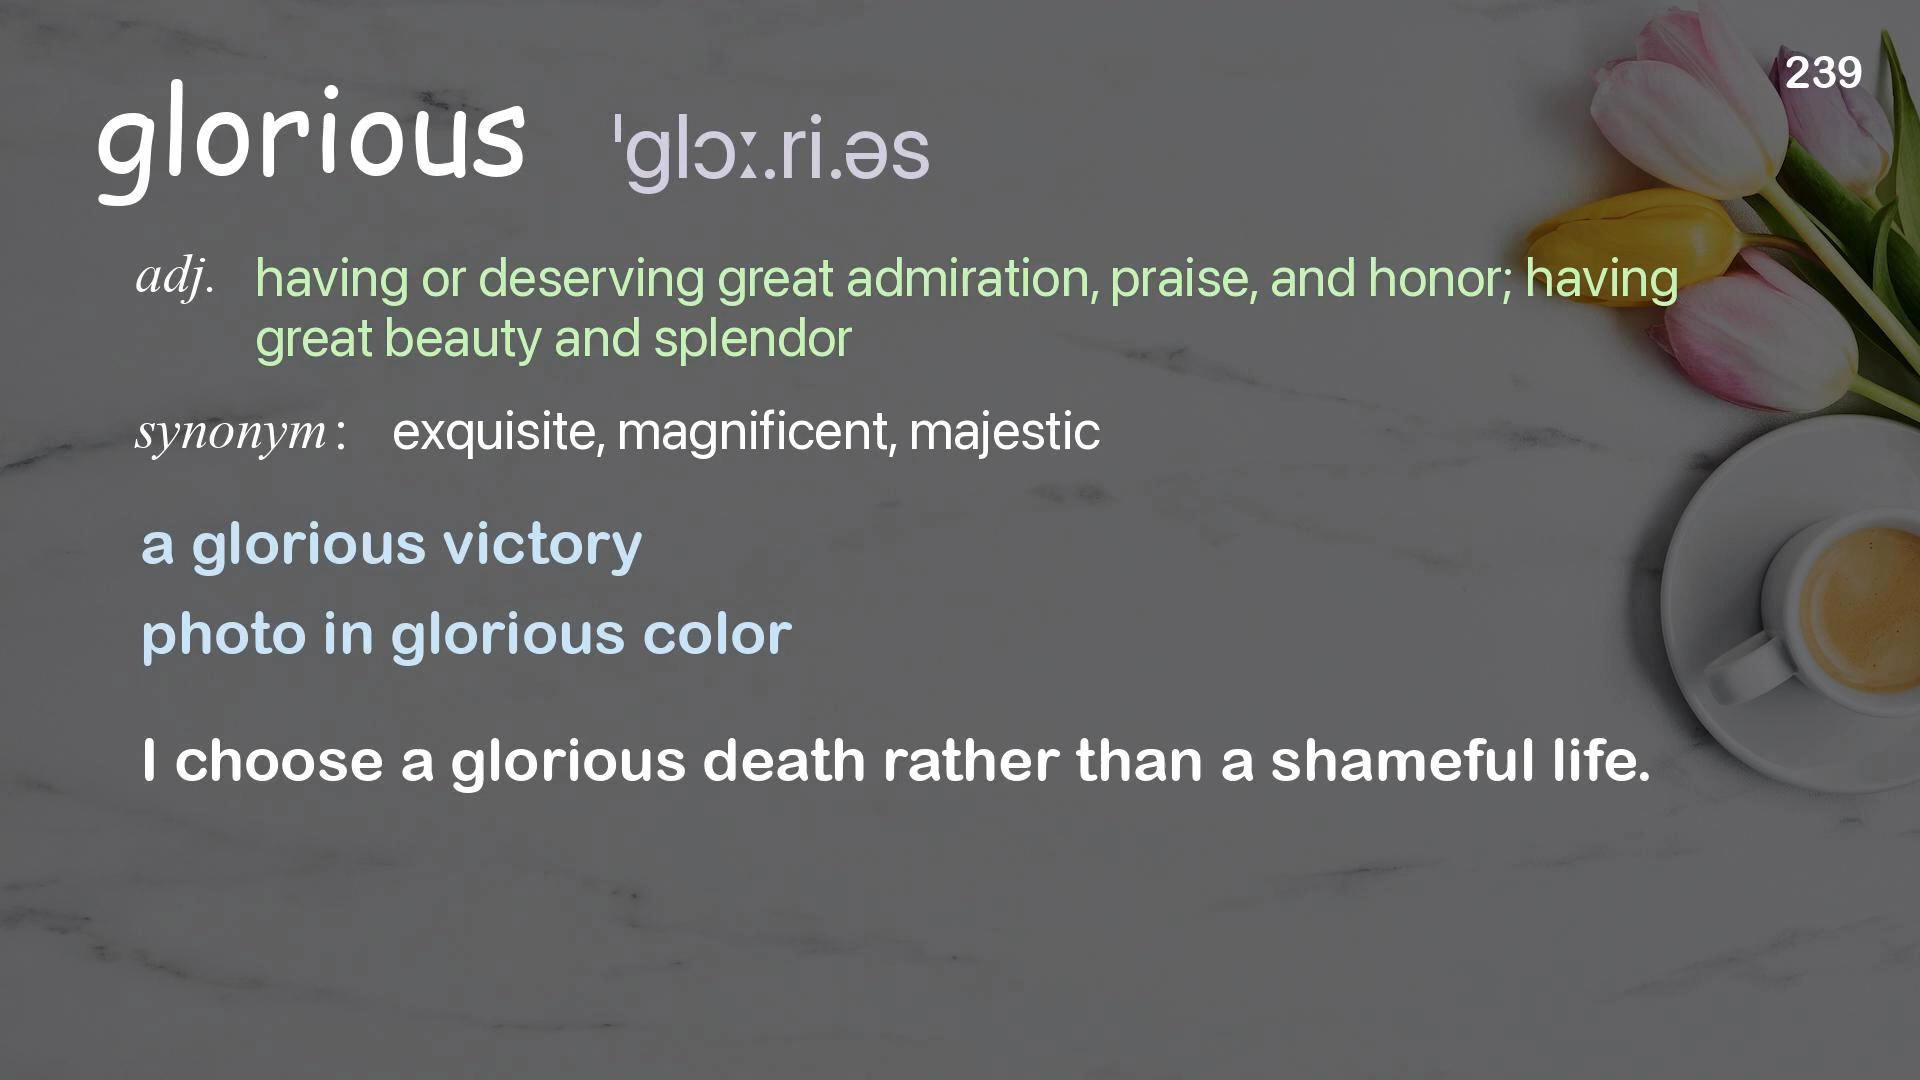 239
glorious ˈɡlɔː.ri.əs
adj. having or deserving great admiration, praise, and honor; having
great beauty and splendor
synonym : exquisite, magnificent, majestic
a glorious victory
photo in glorious color
I choose a glorious death rather than a shameful life.